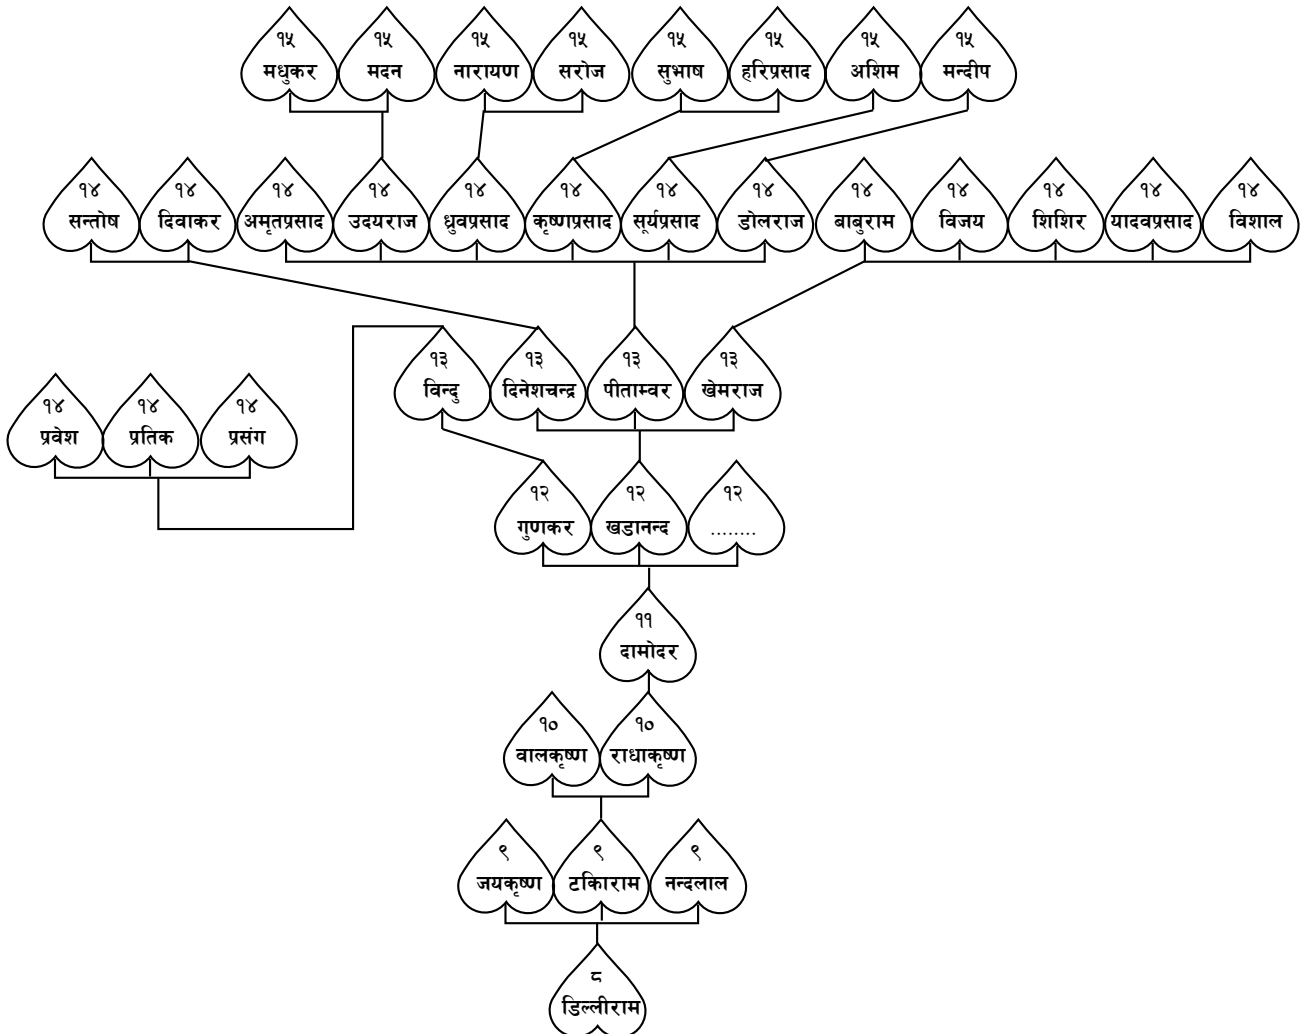 १५ १५ १५ १५ १५ १५ १५ १५
मधुकर मदन नारायण सरोज सुभाष हरिप्रसाद अशिम मन्दीप
१४ १४ १४ १४ १४ १४ १४ १४ १४ १४ १४ १४ १४
सन्तोष दिवाकर अमृतप्रसाद उदयराज ध्रुवप्रसाद कृष्णप्रसाद सूर्यप्रसाद डोलराज बाबुराम विजय शिशिर यादवप्रसाद विशाल
१३ १३ १३ १३
विन्दु दिनेशचन्द्र पीताम्वर खेमराज
१४ १४ १४
प्रवेश प्रतिक प्रसंग
१२ १२ १२
गुणकर खडानन्द ........
११
दामोदर
१० १०
वालकृष्ण राधाकृष्ण
९ ९ ९
जयकृष्ण टकिाराम नन्दलाल
८
डिल्लीराम